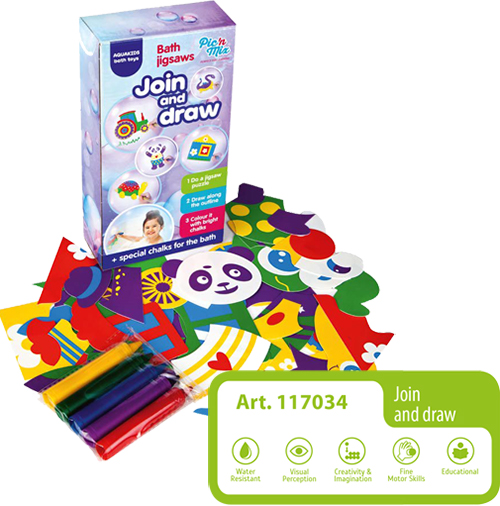 AQUAKIDS
bath toys
Bath
jigsaws
Pic'n
Mix
Join
and
draw
1 Do a jigsaw
puzzle
2 Draw along
the outline
3 Colour it
with bright
chalks
+ special chalks for the bath
Art. 117034
Join
and draw
Water
Resistant
Visual
Perception
Creativity &
Imagination
Fine
Motor Skills
Educational